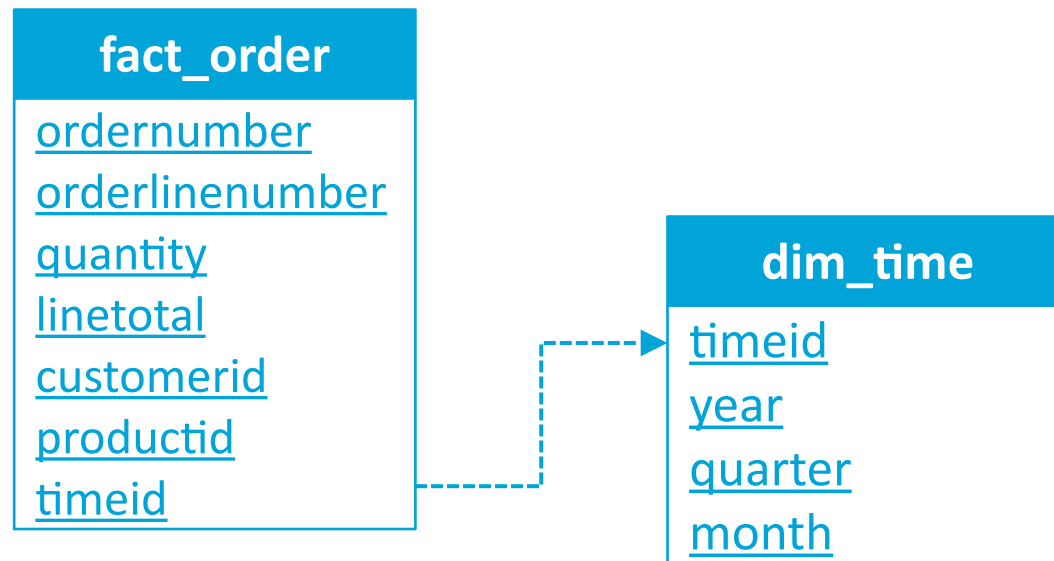 fact_order
ordernumber
orderlinenumber
quantity
linetotal
customerid
productid
timeid
dim_time
timeid
year
quarter
month